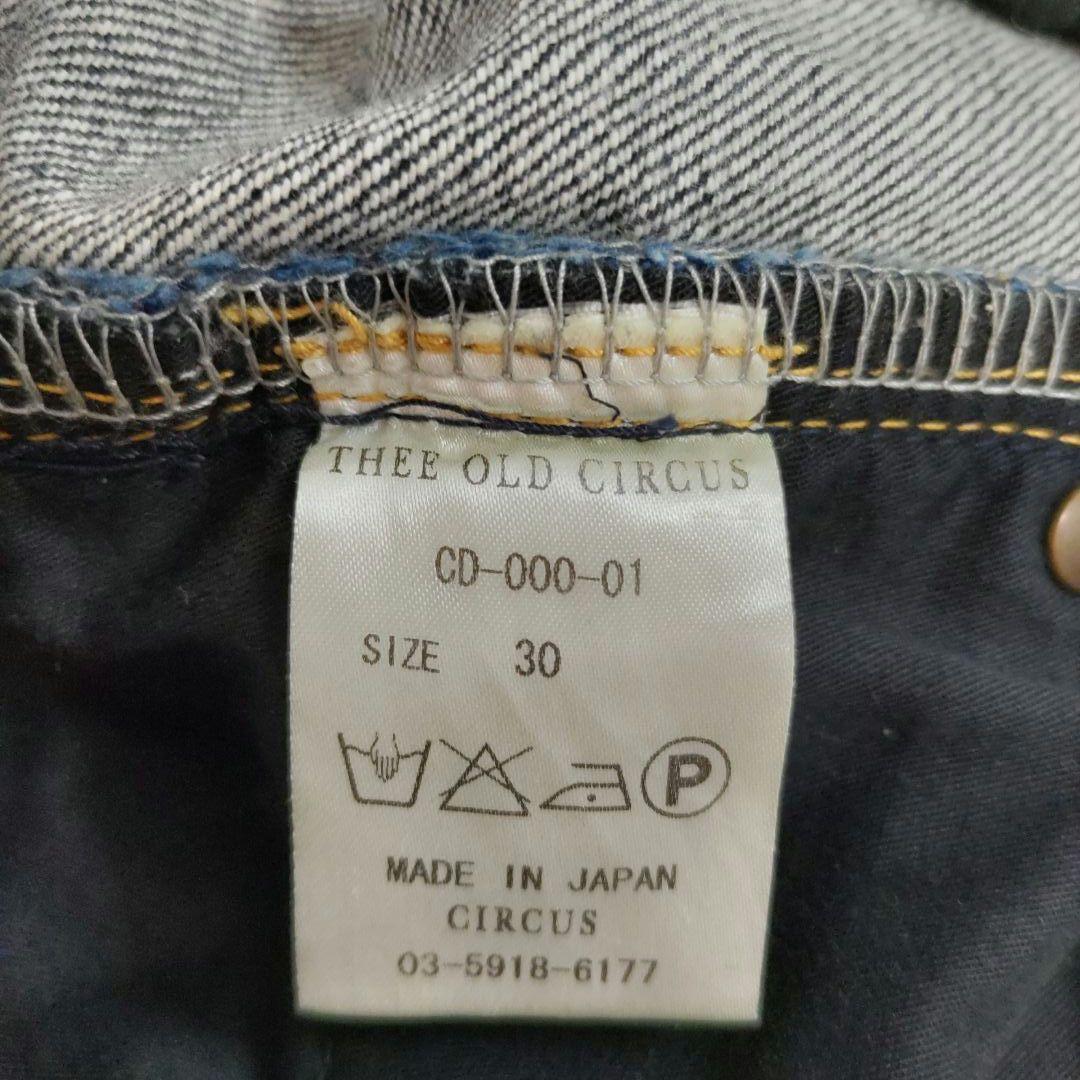 THEE OLD CIRCUS
CD-000-01
SIZE 30
P
MADE IN JAPAN
CIRCUS
03-5918-6177